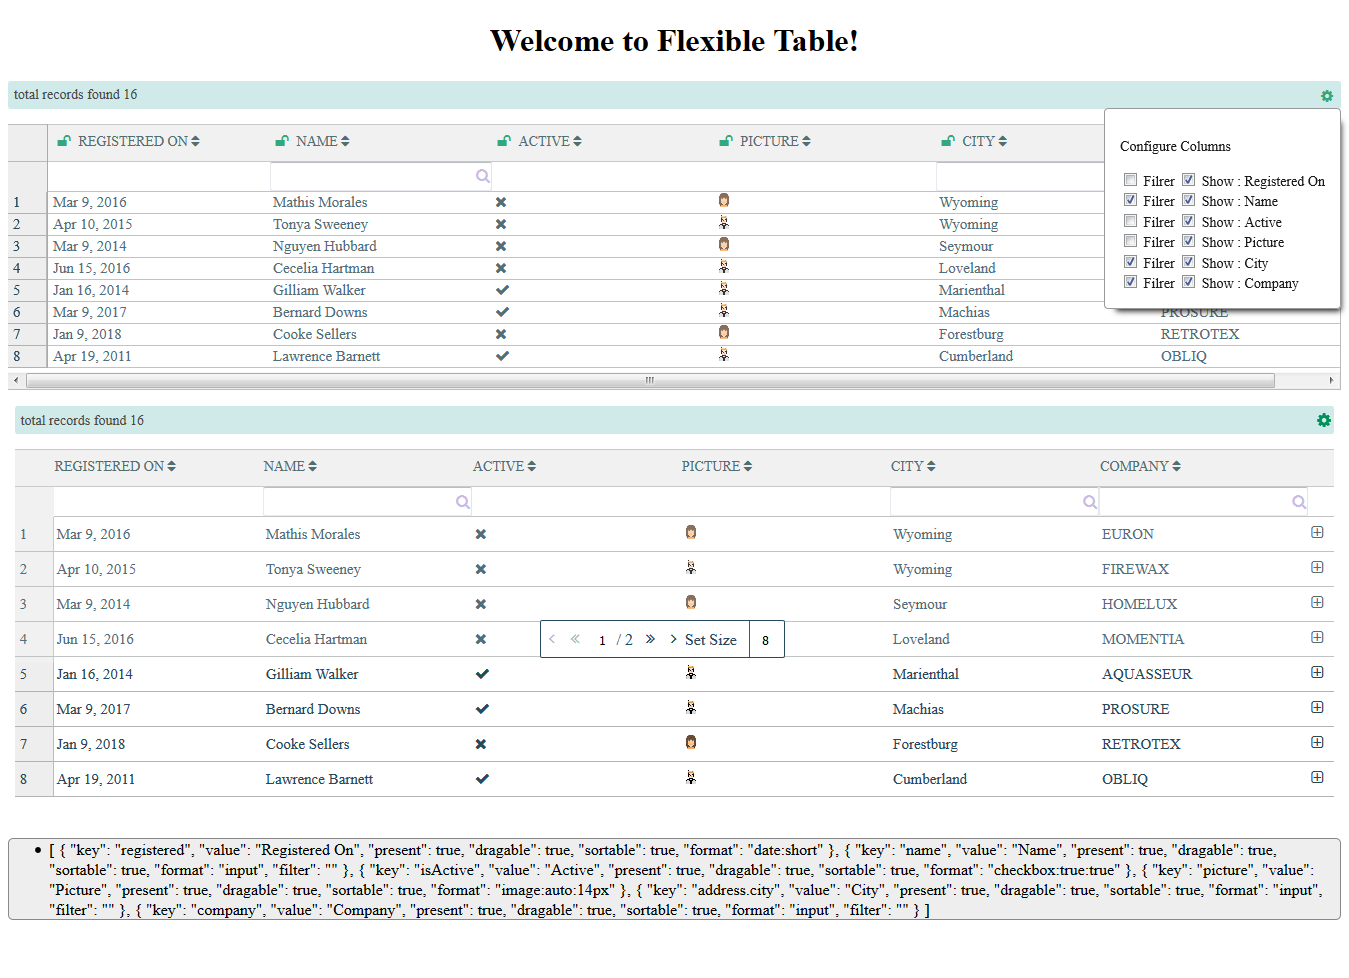 Welcome to Flexible Table!
total records found 16
REGISTERED ON NAME ACTIVE PICTURE CITY
Configure Columns
Filrer Show : Registered On
Filrer Show : Name
Filrer Show : Active
Filrer Show : Picture
Filrer Show : City
Filrer Show : Company
1 Mar 9, 2016 Mathis Morales Wyoming
2 Apr 10, 2015 Tonya Sweeney Wyoming
3 Mar 9, 2014 Nguyen Hubbard Seymour
4 Jun 15, 2016 Cecelia Hartman Loveland
5 Jan 16, 2014 Gilliam Walker Marienthal
6 Mar 9, 2017 Bernard Downs Machias PROSURE
7 Jan 9, 2018 Cooke Sellers Forestburg RETROTEX
8 Apr 19, 2011 Lawrence Barnett Cumberland OBLIQ
total records found 16
REGISTERED ON NAME ACTIVE PICTURE CITY COMPANY
1 Mar 9, 2016 Mathis Morales Wyoming EURON
2 Apr 10, 2015 Tonya Sweeney Wyoming FIREWAX
3 Mar 9, 2014 Nguyen Hubbard Seymour HOMELUX
4 Jun 15, 2016 Cecelia Hartman Loveland MOMENTIA
1 / 2 Set Size 8
5 Jan 16, 2014 Gilliam Walker Marienthal AQUASSEUR
6 Mar 9, 2017 Bernard Downs Machias PROSURE
7 Jan 9, 2018 Cooke Sellers Forestburg RETROTEX
8 Apr 19, 2011 Lawrence Barnett Cumberland OBLIQ
[ { "key": "registered", "value": "Registered On", "present": true, "dragable": true, "sortable": true, "format": "date:short" }, { "key": "name", "value": "Name", "present": true, "dragable": true,
"sortable": true, "format": "input", "filter": "" }, { "key": "isActive", "value": "Active", "present": true, "dragable": true, "sortable": true, "format": "checkbox:true:true" }, { "key": "picture", "value":
"Picture", "present": true, "dragable": true, "sortable": true, "format": "image:auto:14px" }, { "key": "address.city", "value": "City", "present": true, "dragable": true, "sortable": true, "format": "input",
"filter": "" }, { "key": "company", "value": "Company", "present": true, "dragable": true, "sortable": true, "format": "input", "filter": "" } ]